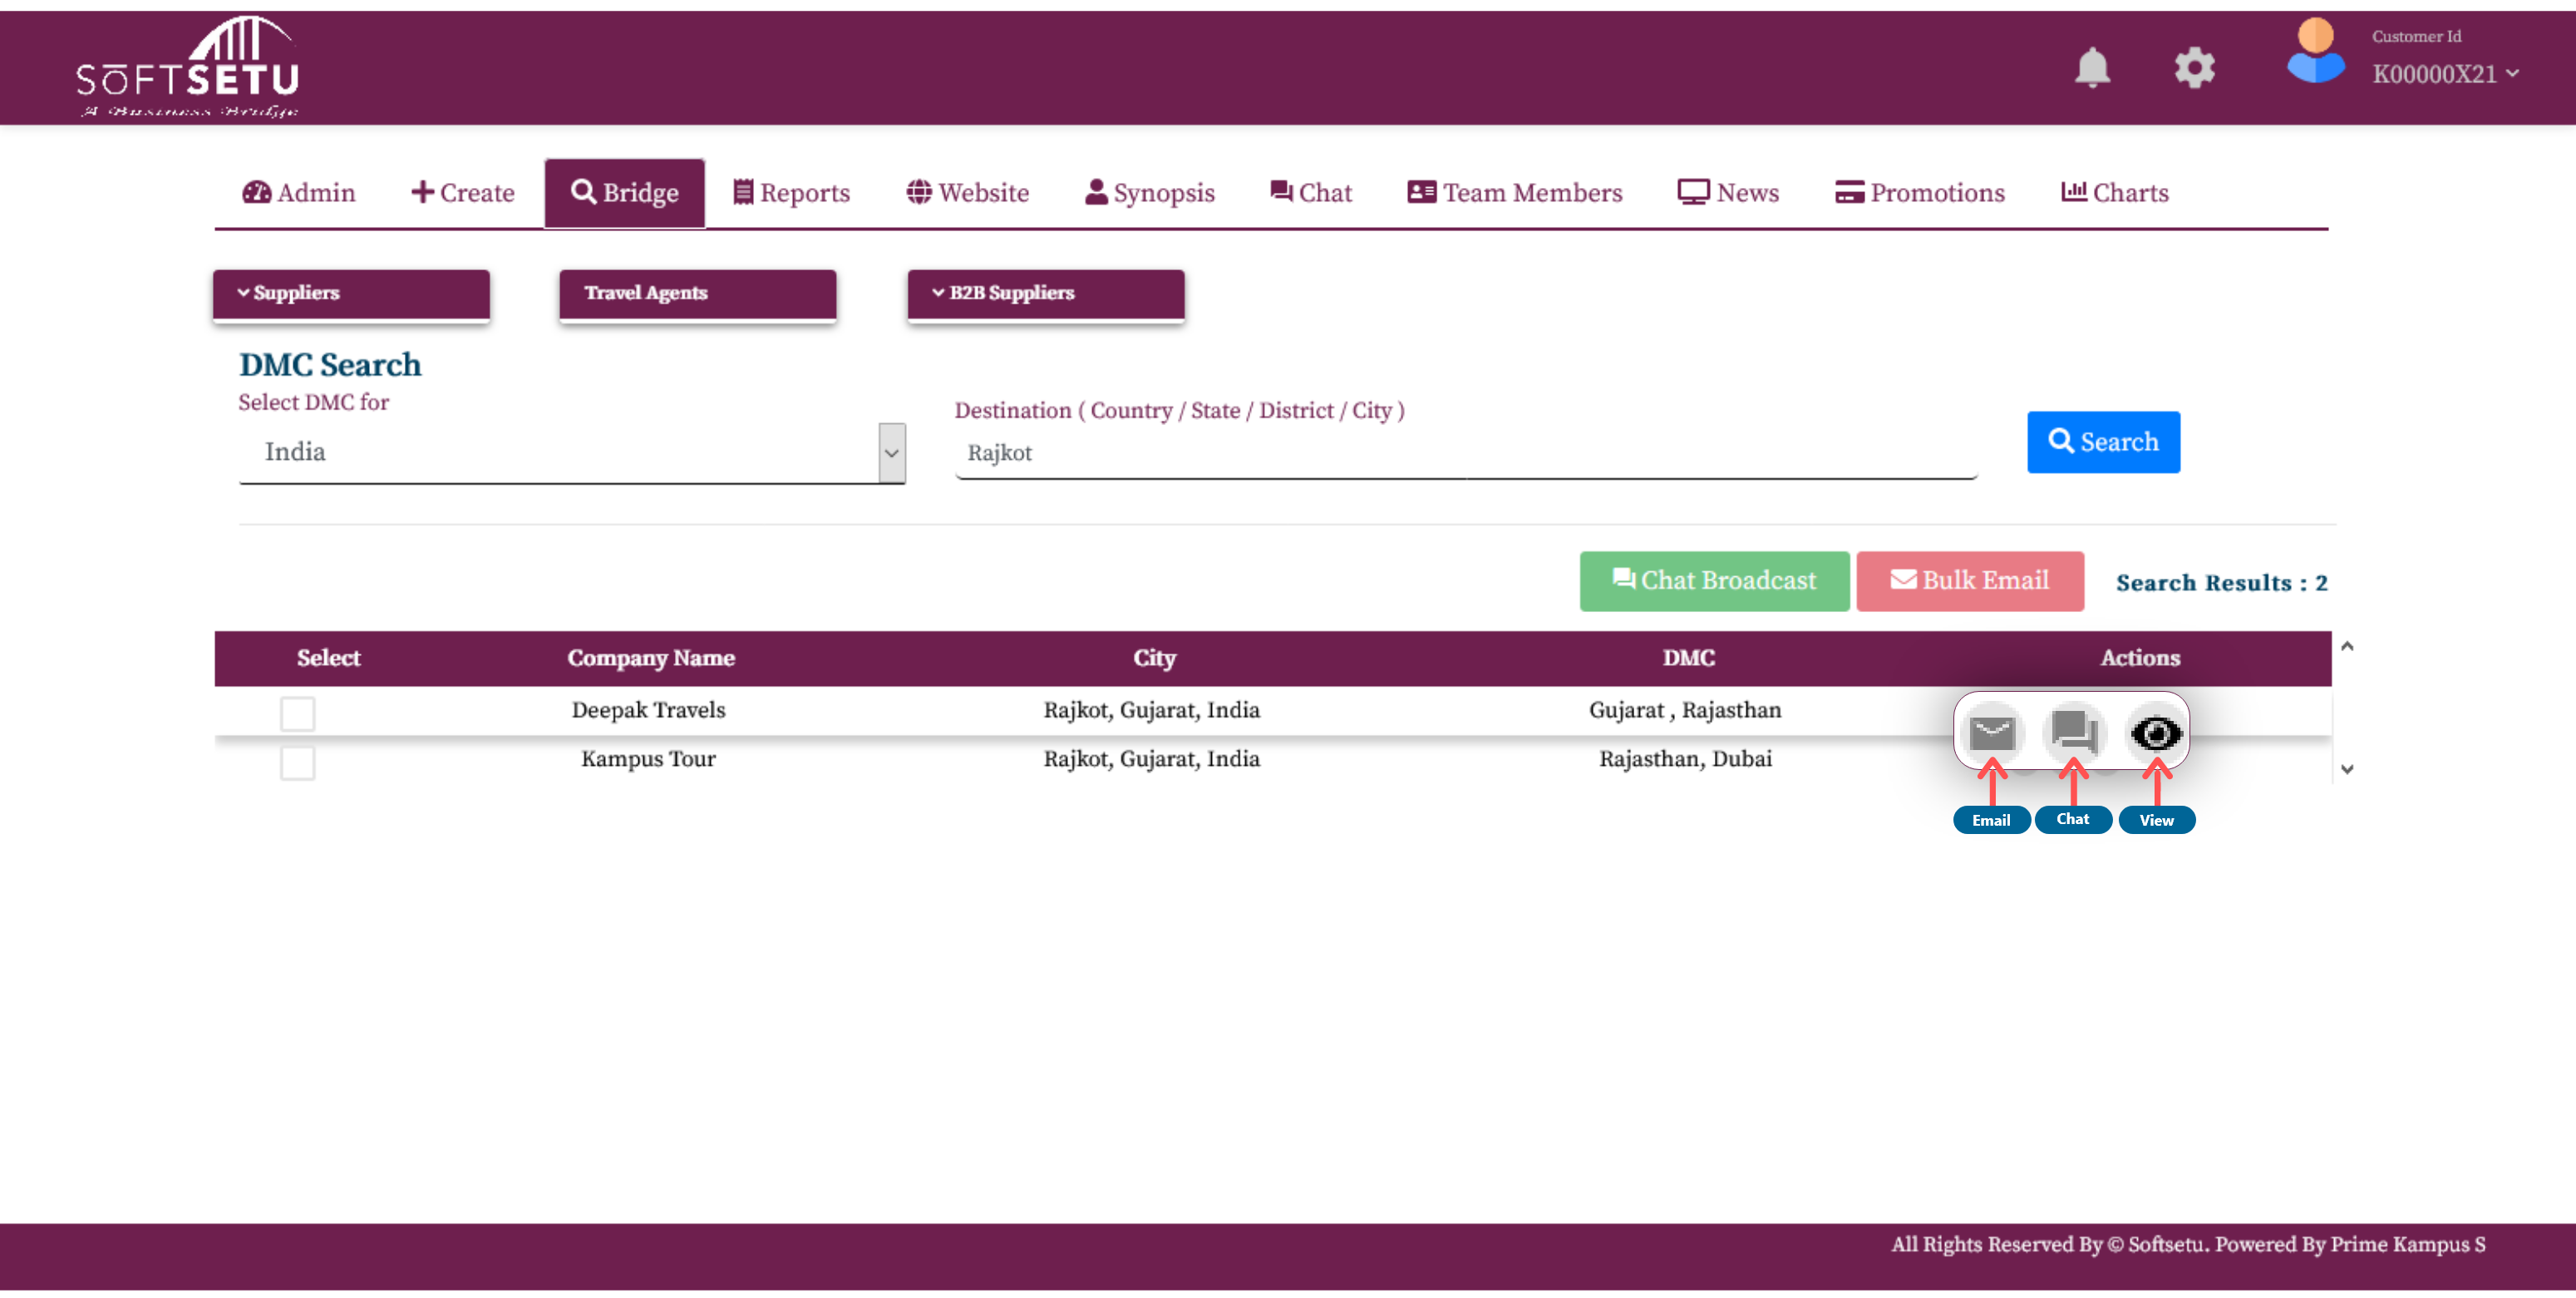 SŌFTSETU
A Business Bridge
Customer Id
K00000X21
Admin Create Bridge Reports Website Synopsis Chat Team Members News Promotions Charts
Suppliers Travel Agents B2B Suppliers
DMC Search
Select DMC for
Destination ( Country / State / District / City )
India
Rajkot
Search
Chat Broadcast Bulk Email Search Results : 2
Select Company Name City DMC Actions
Deepak Travels Rajkot, Gujarat, India Gujarat , Rajasthan
Kampus Tour Rajkot, Gujarat, India Rajasthan, Dubai
Email Chat View
All Rights Reserved By © Softsetu. Powered By Prime Kampus S